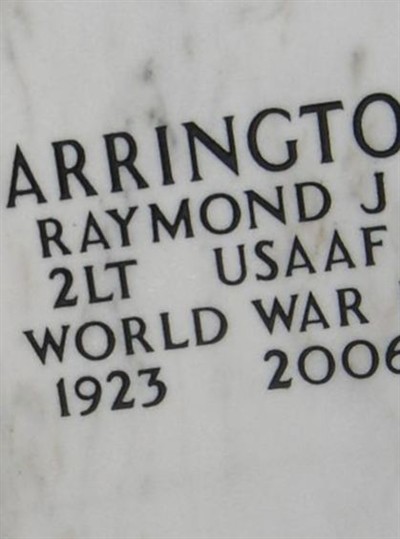 ARRINGTO
RAYMOND J
2LT USAAF
WORLD WAR
1923 2006